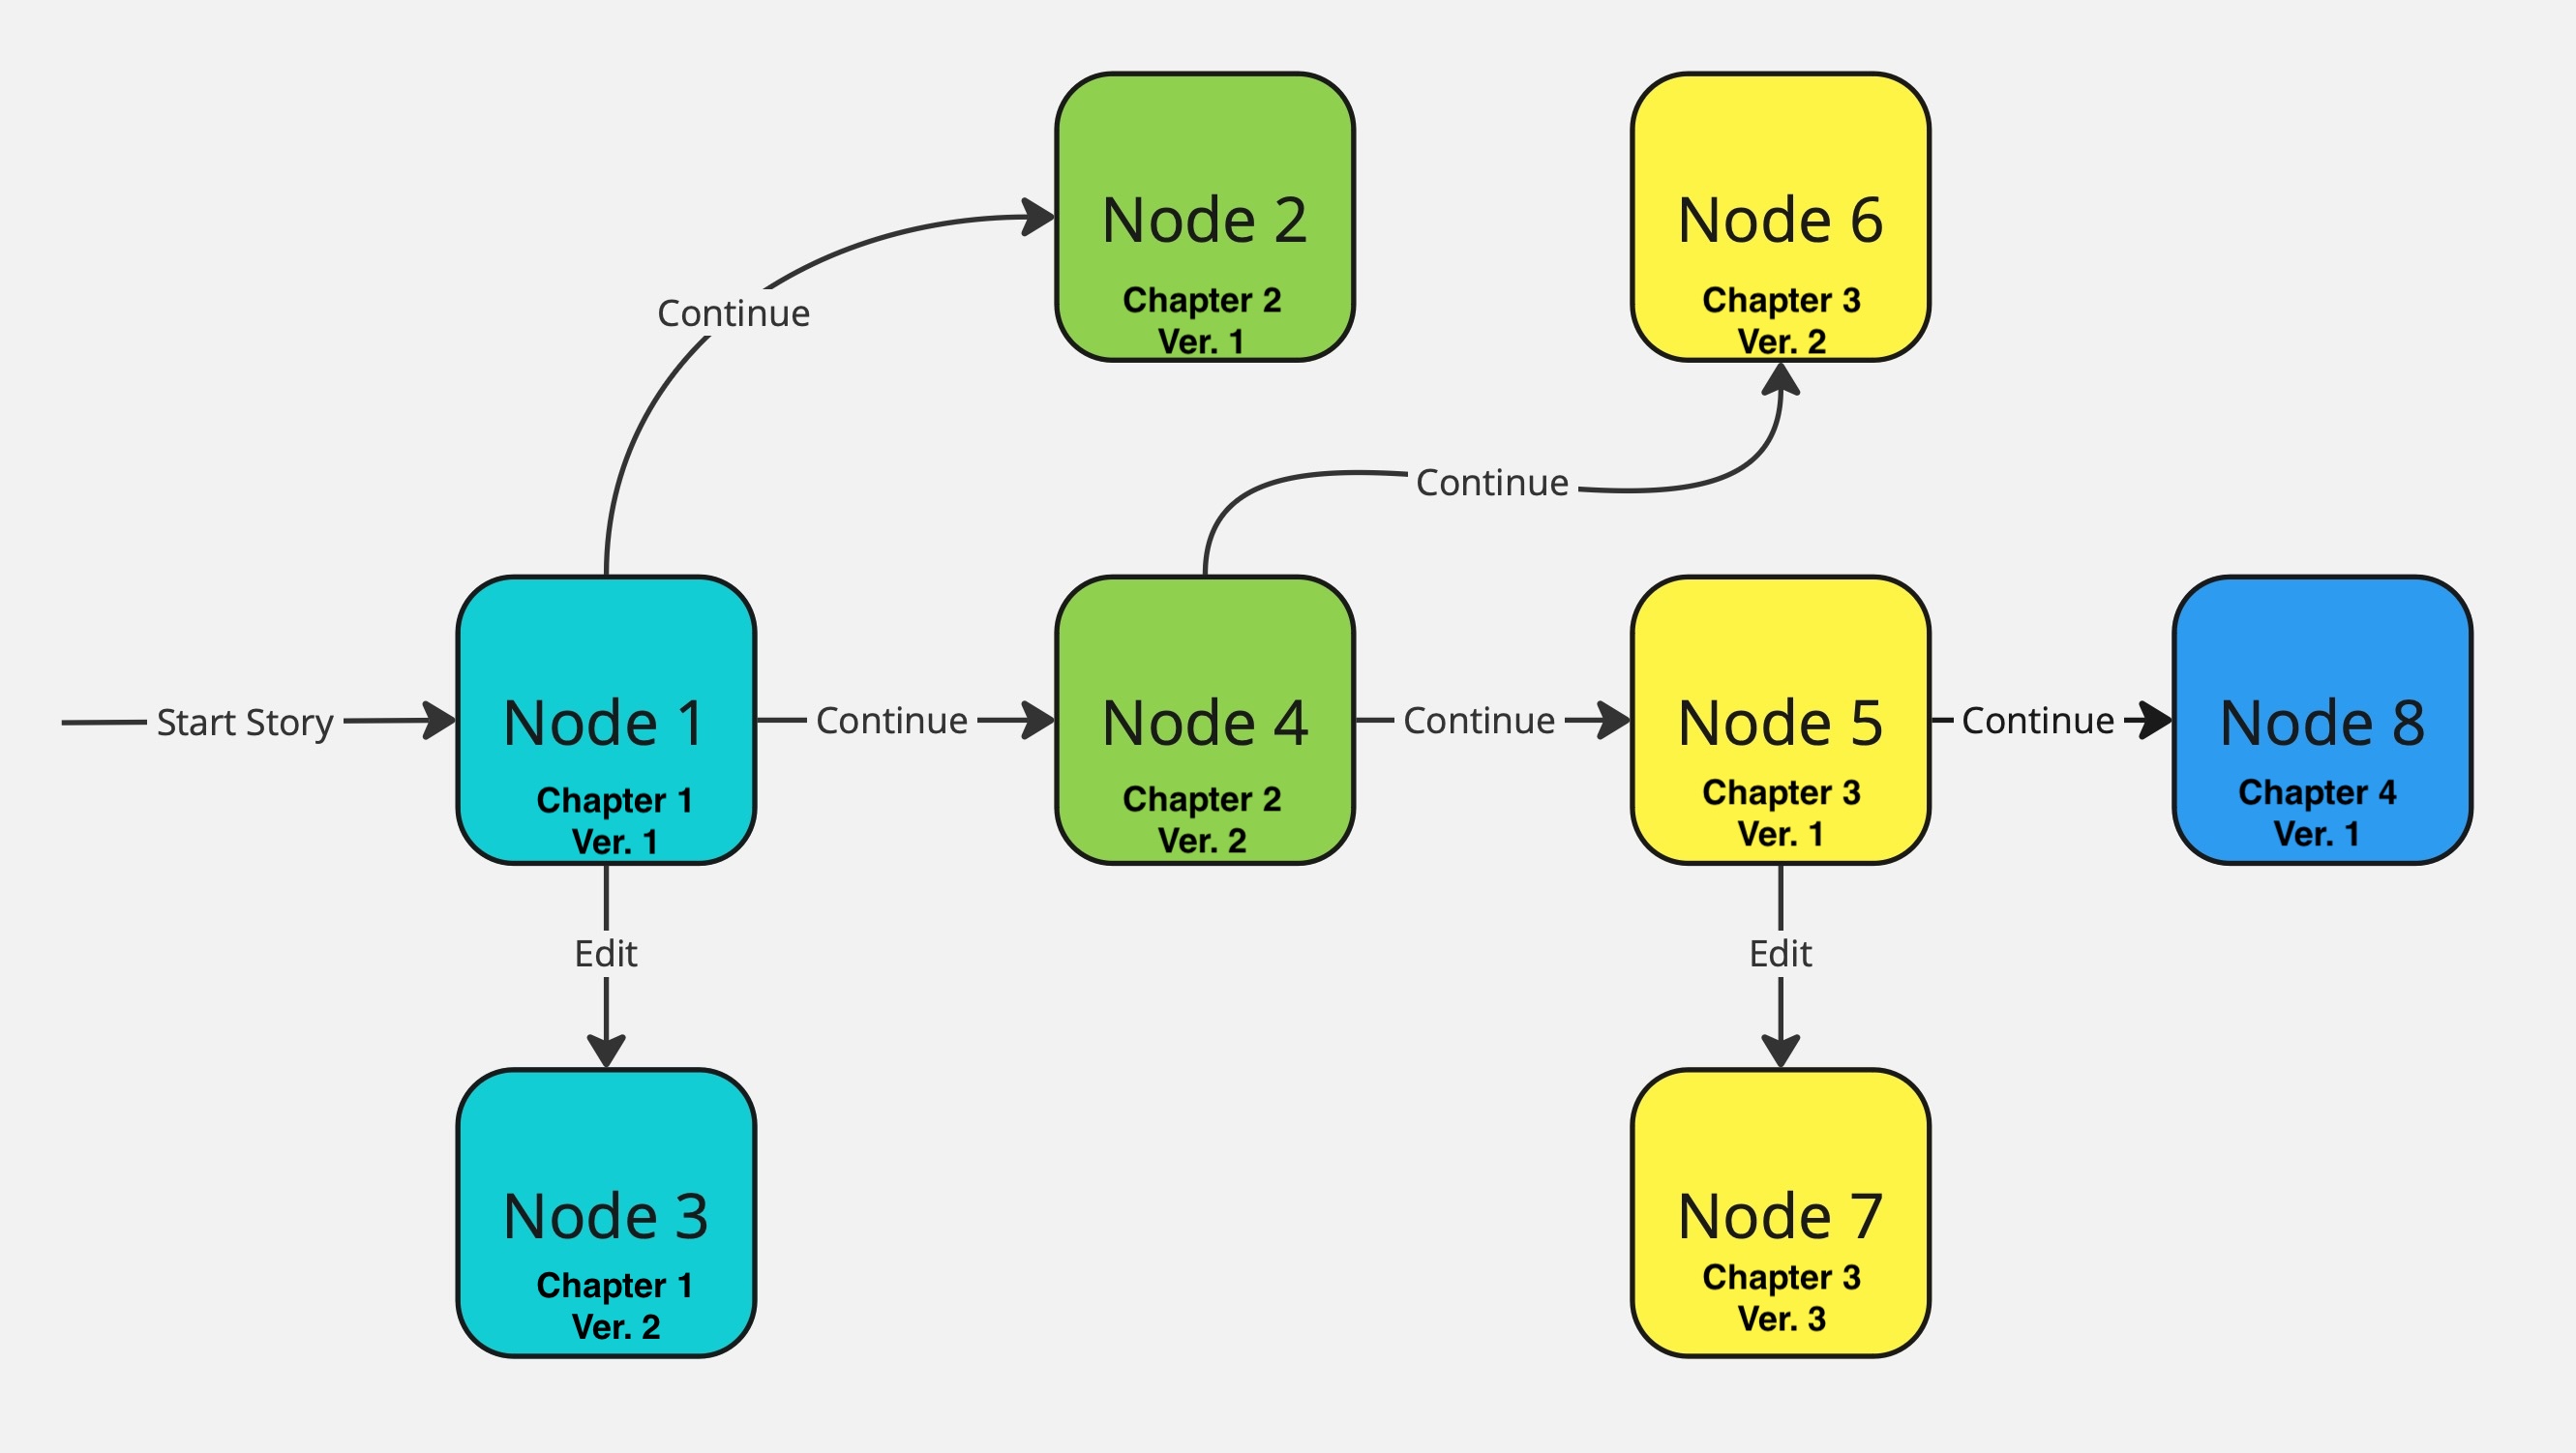 Node 2
Chapter 2
Ver. 1
Node 6
Chapter 3
Ver. 2
Continue
Continue
Start Story
Node 1
Chapter 1
Ver. 1
Continue
Node 4
Chapter 2
Ver. 2
Continue
Node 5
Chapter 3
Ver. 1
Continue
Node 8
Chapter 4
Ver. 1
Edit
Edit
Node 3
Chapter 1
Ver. 2
Node 7
Chapter 3
Ver. 3